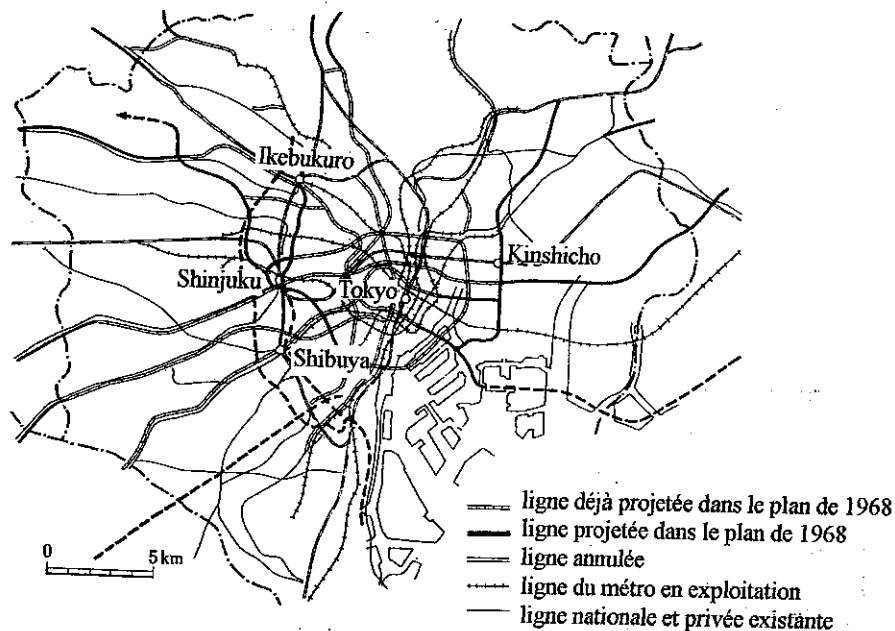 Ikebukuro
Kinshicho
Shinjuku
Tokyo
Shibuya
ligne déjà projetée dans le plan de 1968
ligne projetée dans le plan de 1968
ligne annulée
ligne du métro en exploitation
ligne nationale et privée existante
0 5 km